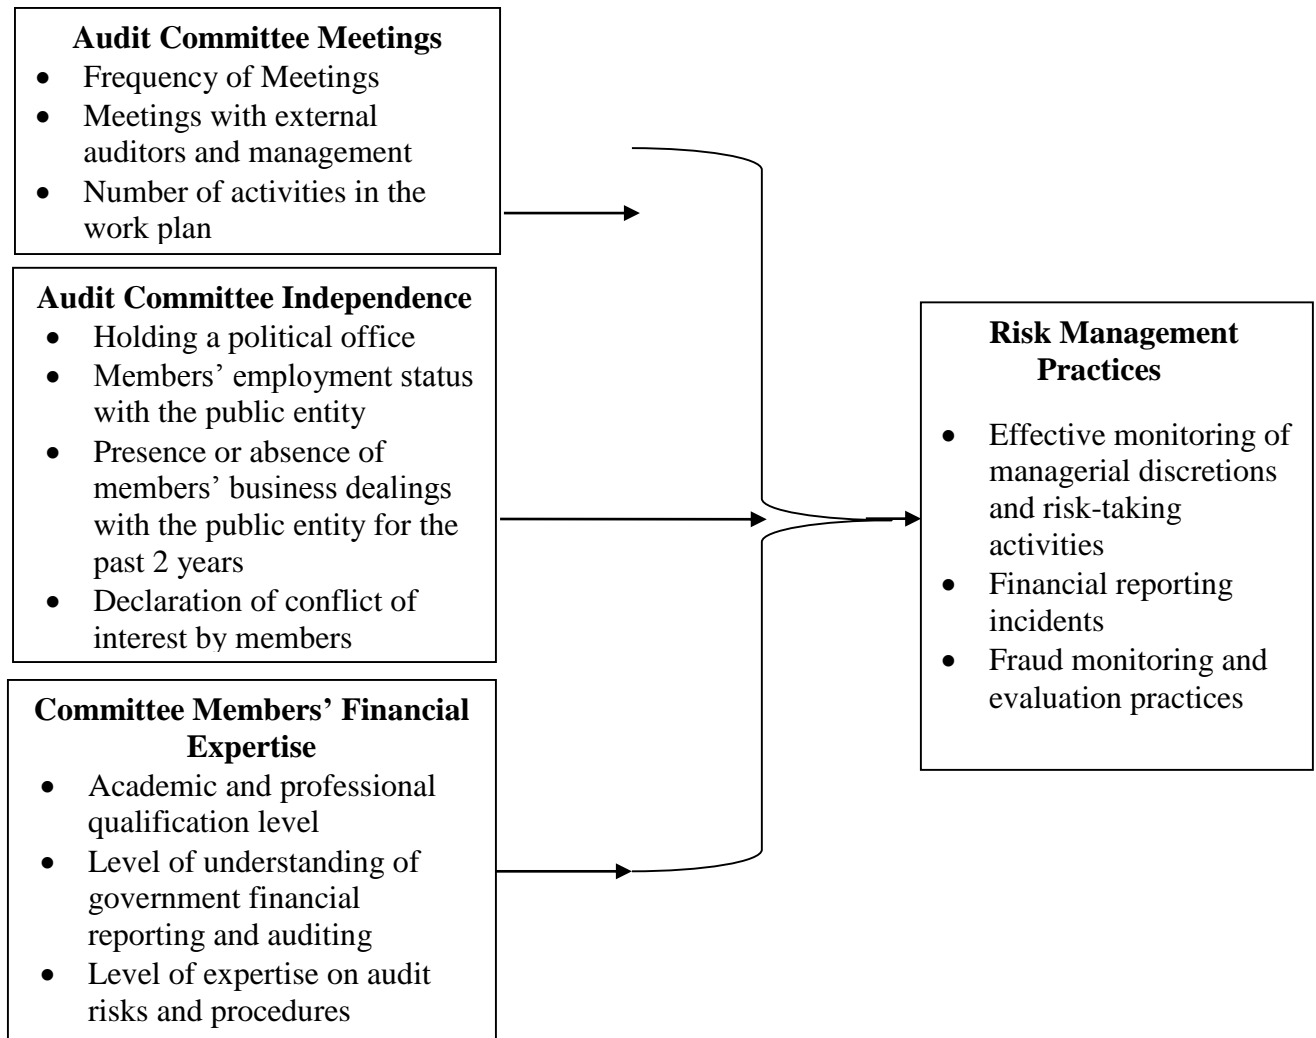 Audit Committee Meetings
• Frequency of Meetings
• Meetings with external
auditors and management
• Number of activities in the
work plan
Audit Committee Independence
• Holding a political office
• Members’ employment status
with the public entity
• Presence or absence of
members’ business dealings
with the public entity for the
past 2 years
• Declaration of conflict of
interest by members
Committee Members’ Financial
Expertise
• Academic and professional
qualification level
• Level of understanding of
government financial
reporting and auditing
• Level of expertise on audit
risks and procedures
Risk Management
Practices
• Effective monitoring of
managerial discretions
and risk-taking
activities
• Financial reporting
incidents
• Fraud monitoring and
evaluation practices